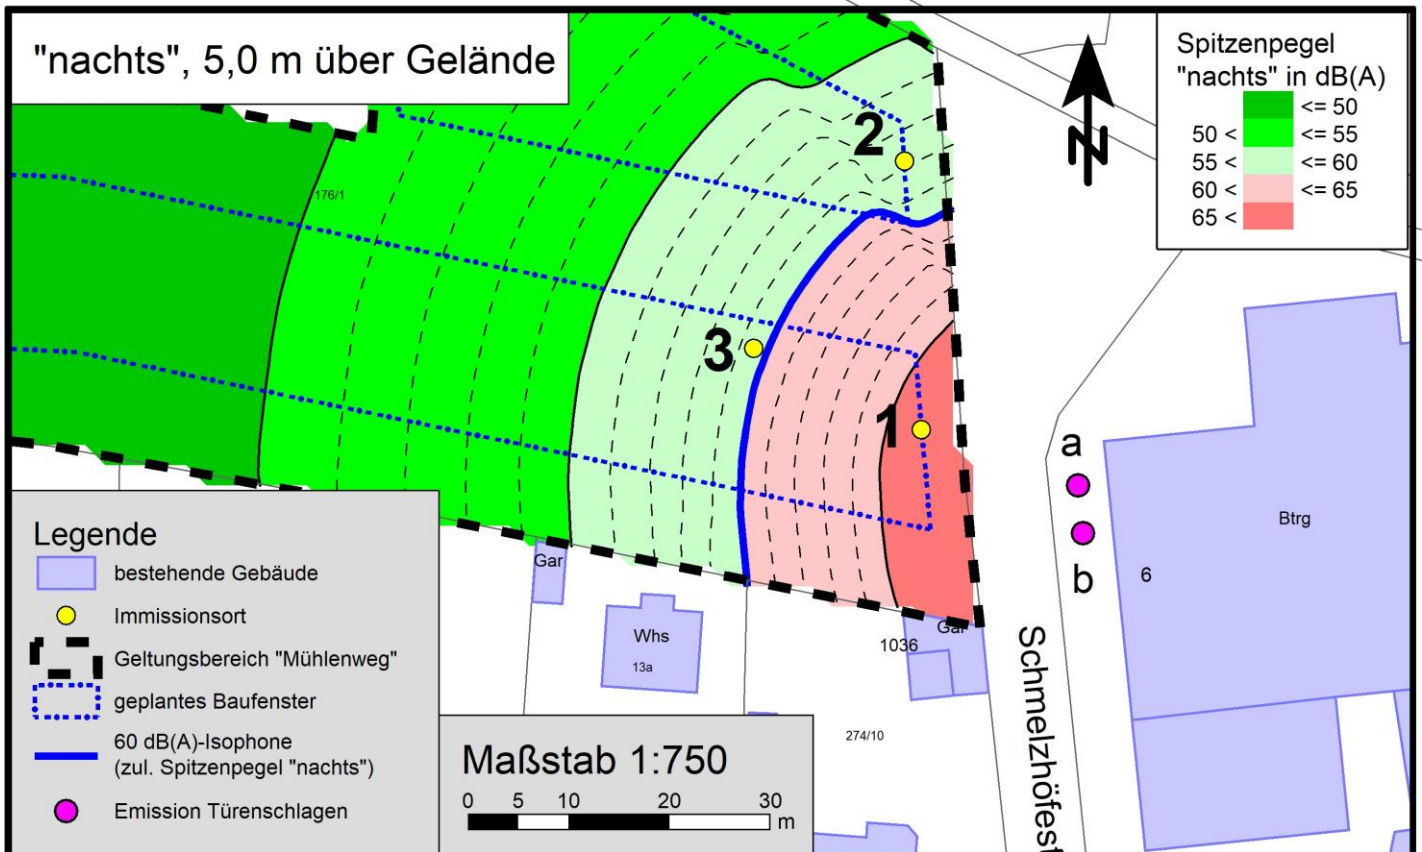 "nachts", 5,0 m über Gelände
Spitzenpegel
"nachts" in dB(A)
<= 50
50 < <= 55
55 < <= 60
60 < <= 65
65 <
N
176/1
2
3
1
a
b
Btrg
6
Gar
Whs
13a
Gar
1036
274/10
Schmelzhöfest
Legende
bestehende Gebäude
Immissionsort
Geltungsbereich "Mühlenweg"
geplantes Baufenster
60 dB(A)-Isophone
(zul. Spitzenpegel "nachts")
Emission Türenschlagen
Maßstab 1:750
0 5 10 20 30
m